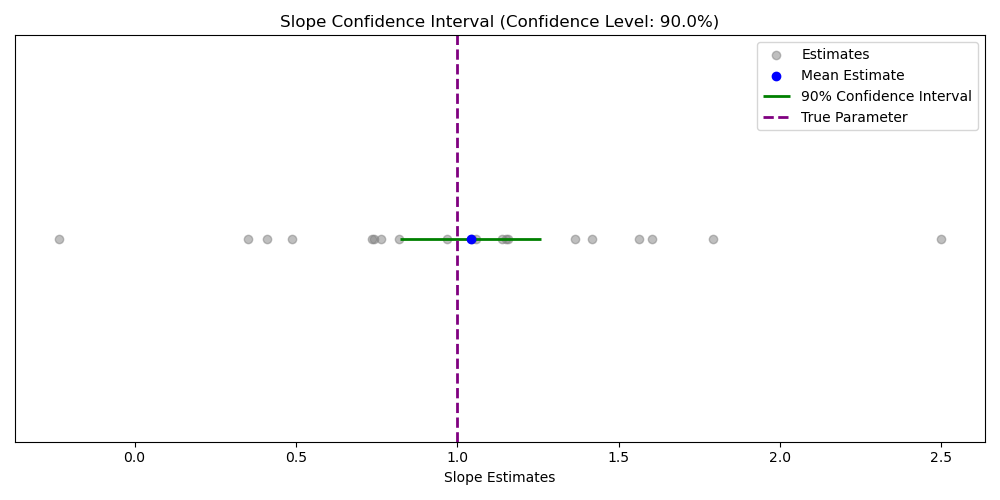 Slope Confidence Interval (Confidence Level: 90.0%)
Estimates
Mean Estimate
90% Confidence Interval
True Parameter
0.0 0.5 1.0 1.5 2.0 2.5
Slope Estimates